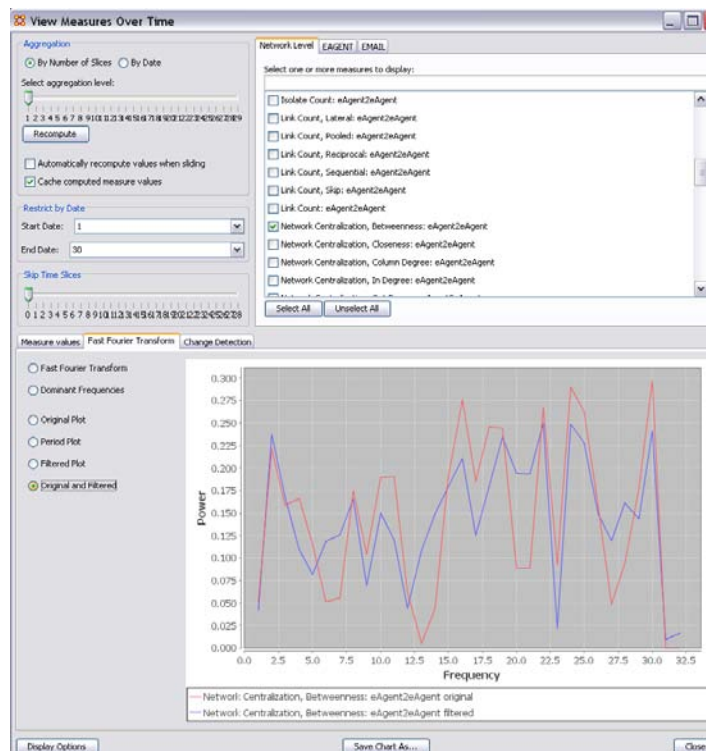 View Measures Over Time
Aggregation
By Number of Slices By Date
Select aggregation level:
Recompute
Automatically recompute values when sliding
Cache computed measure values
Restrict by Date
Start Date: 1
End Date: 30
Skip Time Slices
Network Level EAGENT EMAIL
Select one or more measures to display:
Isolate Count: eAgent2eAgent
Link Count, Lateral: eAgent2eAgent
Link Count, Pooled: eAgent2eAgent
Link Count, Reciprocal: eAgent2eAgent
Link Count, Sequential: eAgent2eAgent
Link Count, Skip: eAgent2eAgent
Link Count: eAgent2eAgent
Network Centralization, Betweenness: eAgent2eAgent
Network Centralization, Closeness: eAgent2eAgent
Network Centralization, Column Degree: eAgent2eAgent
Network Centralization, In Degree: eAgent2eAgent
Select All Unselect All
Measure values Fast Fourier Transform Change Detection
Fast Fourier Transform
Dominant Frequencies
Original Plot
Period Plot
Filtered Plot
Original and Filtered
Power
0.300
0.275
0.250
0.225
0.200
0.175
0.150
0.125
0.100
0.075
0.050
0.025
0.000
0.0 2.5 5.0 7.5 10.0 12.5 15.0 17.5 20.0 22.5 25.0 27.5 30.0 32.5
Frequency
Network: Centralization, Betweenness: eAgent2eAgent original
Network: Centralization, Betweenness: eAgent2eAgent filtered
Display Options Save Chart As... Close